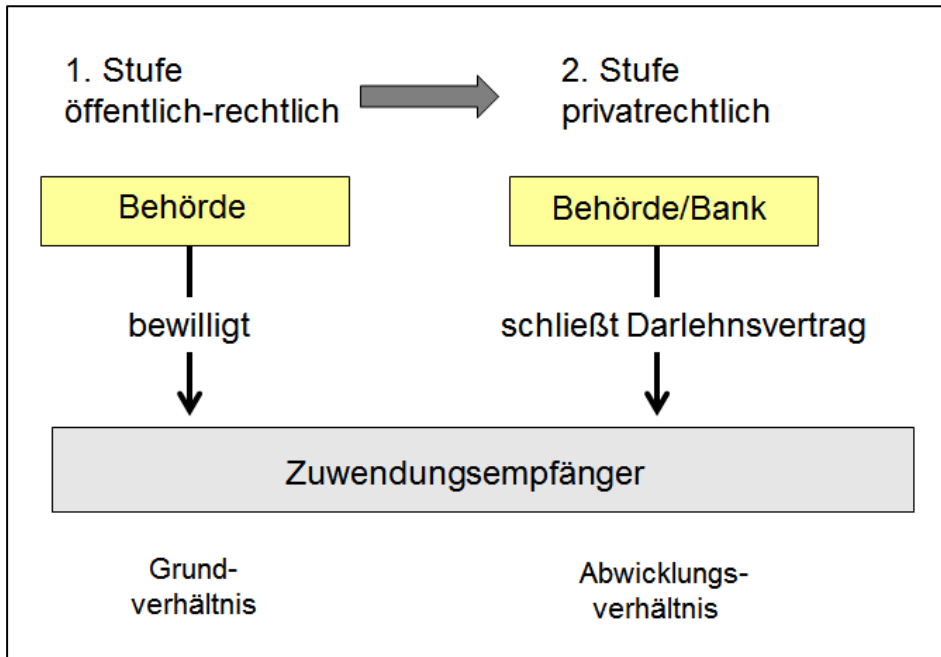 1. Stufe
öffentlich-rechtlich
2. Stufe
privatrechtlich
Behörde
Behörde/Bank
bewilligt
schließt Darlehnsvertrag
Zuwendungsempfänger
Grund-
verhältnis
Abwicklungs-
verhältnis